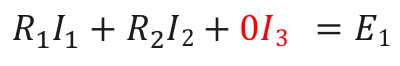 R₁I₁ + R₂I₂ + 0I₃ = E₁